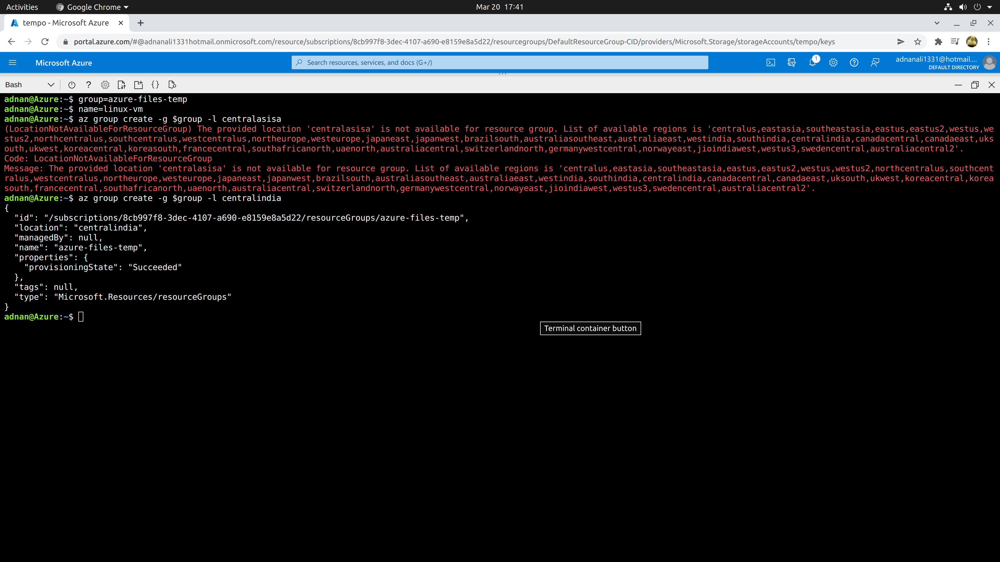 Activities Google Chrome Mar 20 17:41
tempo - Microsoft Azure
portal.azure.com/#@adnanali1331hotmail.onmicrosoft.com/resource/subscriptions/8cb997f8-3dec-4107-a690-e8159e8a5d22/resourcegroups/DefaultResourceGroup-CID/providers/Microsoft.Storage/storageAccounts/tempo/keys
Microsoft Azure Search resources, services, and docs (G+/) 1 adnanali1331@hotmail....
DEFAULT DIRECTORY
Bash
adnan@Azure:~$ group=azure-files-temp
adnan@Azure:~$ name=linux-vm
adnan@Azure:~$ az group create -g $group -l centralasisa
(LocationNotAvailableForResourceGroup) The provided location 'centralasisa' is not available for resource group. List of available regions is 'centralus,eastasia,southeastasia,eastus,eastus2,westus,we
stus2,northcentralus,southcentralus,westcentralus,northeurope,westeurope,japaneast,japanwest,brazilsouth,australiasoutheast,australiaeast,westindia,southindia,centralindia,canadacentral,canadaeast,uks
outh,ukwest,koreacentral,koreasouth,francecentral,southafricanorth,uaenorth,australiacentral,switzerlandnorth,germanywestcentral,norwayeast,jioindiawest,westus3,swedencentral,australiacentral2'.
Code: LocationNotAvailableForResourceGroup
Message: The provided location 'centralasisa' is not available for resource group. List of available regions is 'centralus,eastasia,southeastasia,eastus,eastus2,westus,westus2,northcentralus,southcent
ralus,westcentralus,northeurope,westeurope,japaneast,japanwest,brazilsouth,australiasoutheast,australiaeast,westindia,southindia,centralindia,canadacentral,canadaeast,uksouth,ukwest,koreacentral,korea
south,francecentral,southafricanorth,uaenorth,australiacentral,switzerlandnorth,germanywestcentral,norwayeast,jioindiawest,westus3,swedencentral,australiacentral2'.
adnan@Azure:~$ az group create -g $group -l centralindia
{
  "id": "/subscriptions/8cb997f8-3dec-4107-a690-e8159e8a5d22/resourceGroups/azure-files-temp",
  "location": "centralindia",
  "managedBy": null,
  "name": "azure-files-temp",
  "properties": {
    "provisioningState": "Succeeded"
  },
  "tags": null,
  "type": "Microsoft.Resources/resourceGroups"
}
adnan@Azure:~$
Terminal container button